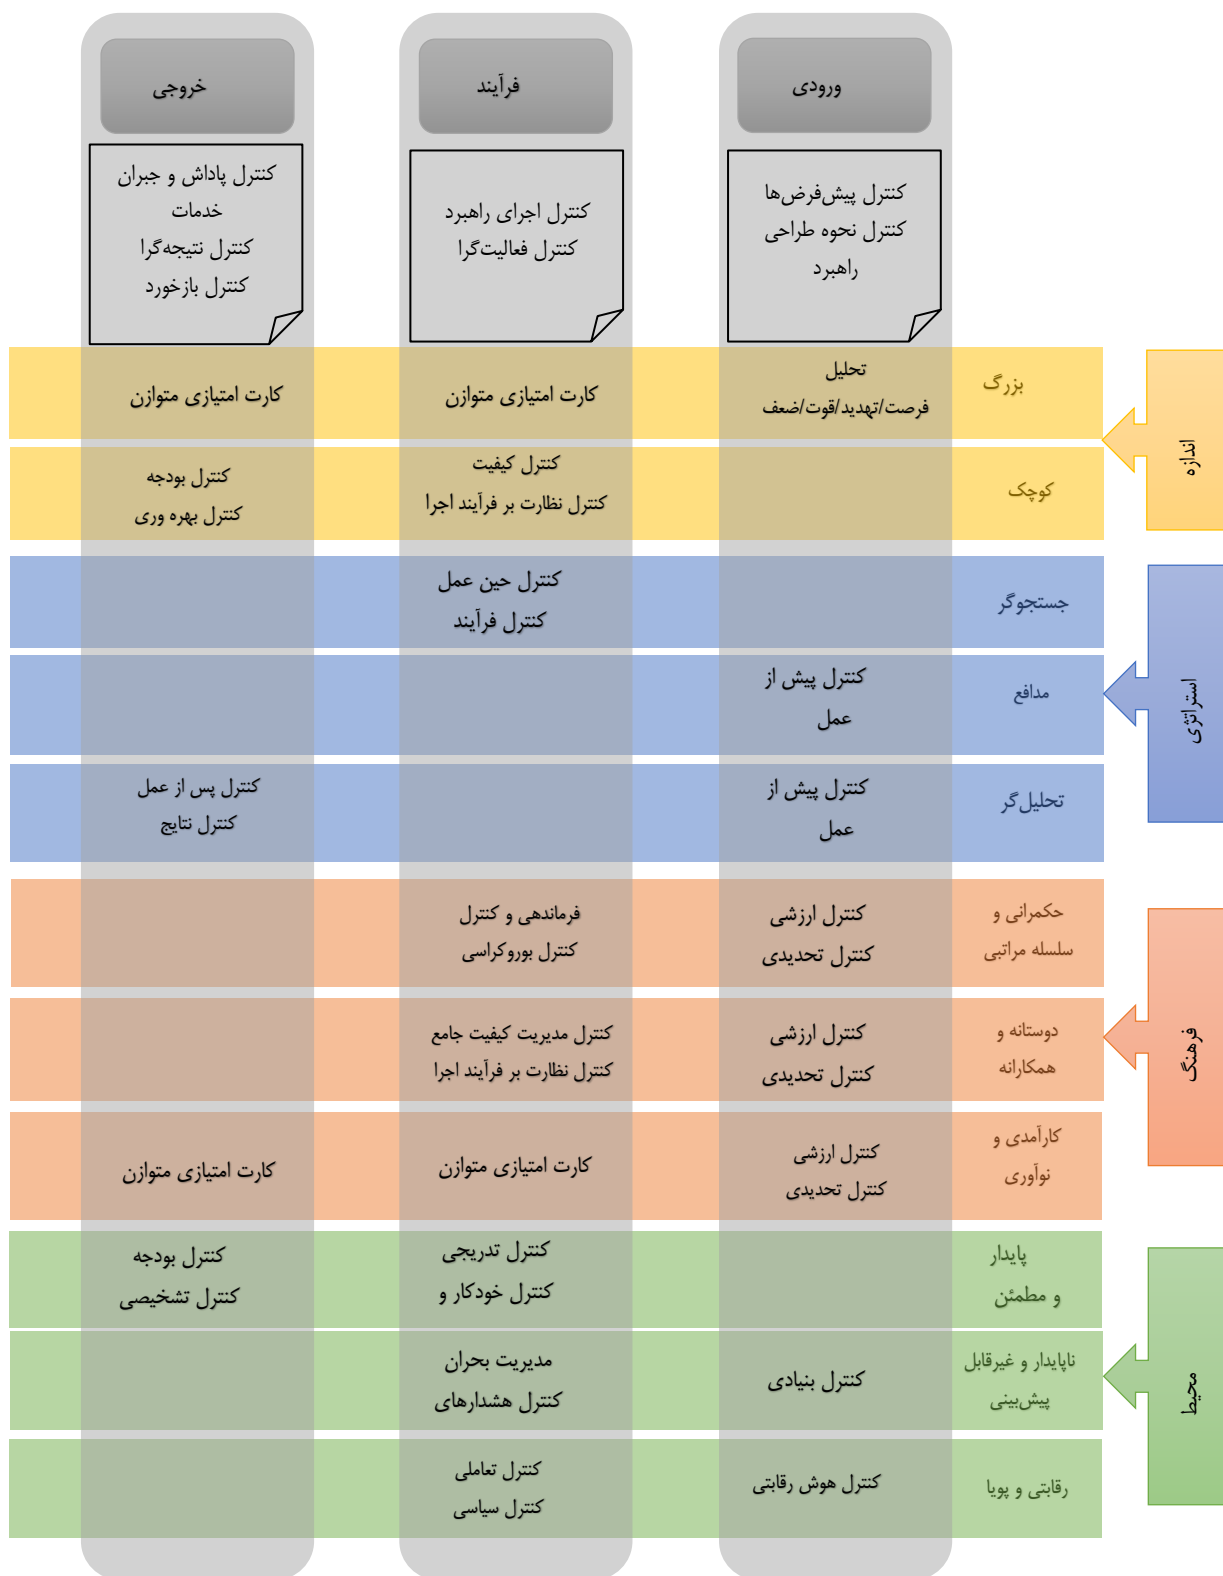 ورودی
فرآیند
خروجی
کنترل پیش‌فرض‌ها
کنترل نحوه طراحی
راهبرد
کنترل اجرای راهبرد
کنترل فعالیت‌گرا
کنترل پاداش و جبران
خدمات
کنترل نتیجه‌گرا
کنترل بازخورد
اندازه
بزرگ
تحلیل
فرصت/تهدید/قوت/ضعف
کارت امتیازی متوازن
کارت امتیازی متوازن
کوچک
کنترل کیفیت
کنترل نظارت بر فرآیند اجرا
کنترل بودجه
کنترل بهره وری
استراتژی
جستجوگر
کنترل حین عمل
کنترل فرآیند
مدافع
کنترل پیش از
عمل
تحلیل‌گر
کنترل پیش از
عمل
کنترل پس از عمل
کنترل نتایج
فرهنگ
حکمرانی و
سلسله مراتبی
کنترل ارزشی
کنترل تحدیدی
فرماندهی و کنترل
کنترل بوروکراسی
دوستانه و
همکارانه
کنترل ارزشی
کنترل تحدیدی
کنترل مدیریت کیفیت جامع
کنترل نظارت بر فرآیند اجرا
کارآمدی و
نوآوری
کنترل ارزشی
کنترل تحدیدی
کارت امتیازی متوازن
کارت امتیازی متوازن
محیط
پایدار
و مطمئن
کنترل تدریجی
کنترل خودکار و
کنترل بودجه
کنترل تشخیصی
ناپایدار و غیرقابل
پیش‌بینی
کنترل بنیادی
مدیریت بحران
کنترل هشدارهای
رقابتی و پویا
کنترل هوش رقابتی
کنترل تعاملی
کنترل سیاسی